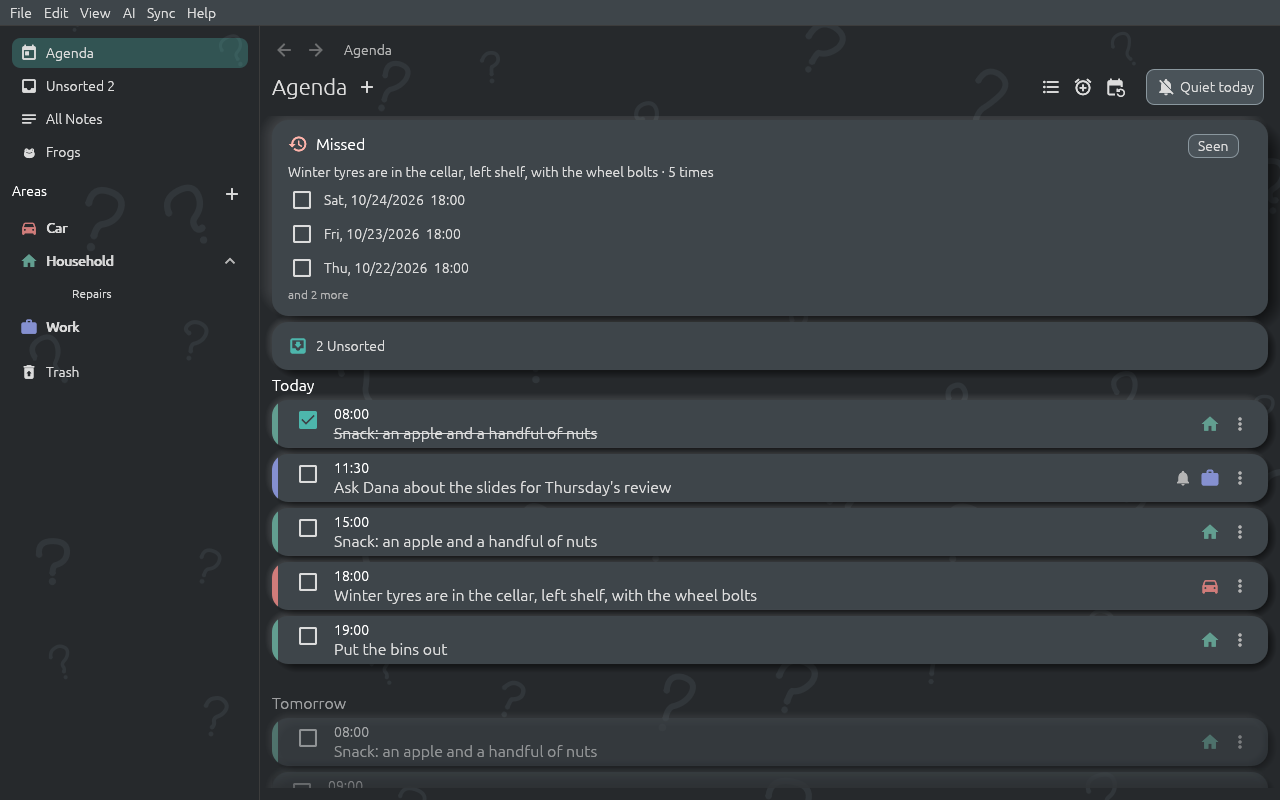 File Edit View AI Sync Help
Agenda
Unsorted 2
All Notes
Frogs
Areas
Car
Household
Repairs
Work
Trash
Agenda
Agenda
Quiet today
Missed
Seen
Winter tyres are in the cellar, left shelf, with the wheel bolts · 5 times
Sat, 10/24/2026 18:00
Fri, 10/23/2026 18:00
Thu, 10/22/2026 18:00
and 2 more
2 Unsorted
Today
08:00
Snack: an apple and a handful of nuts
11:30
Ask Dana about the slides for Thursday's review
15:00
Snack: an apple and a handful of nuts
18:00
Winter tyres are in the cellar, left shelf, with the wheel bolts
19:00
Put the bins out
Tomorrow
08:00
Snack: an apple and a handful of nuts
09:00